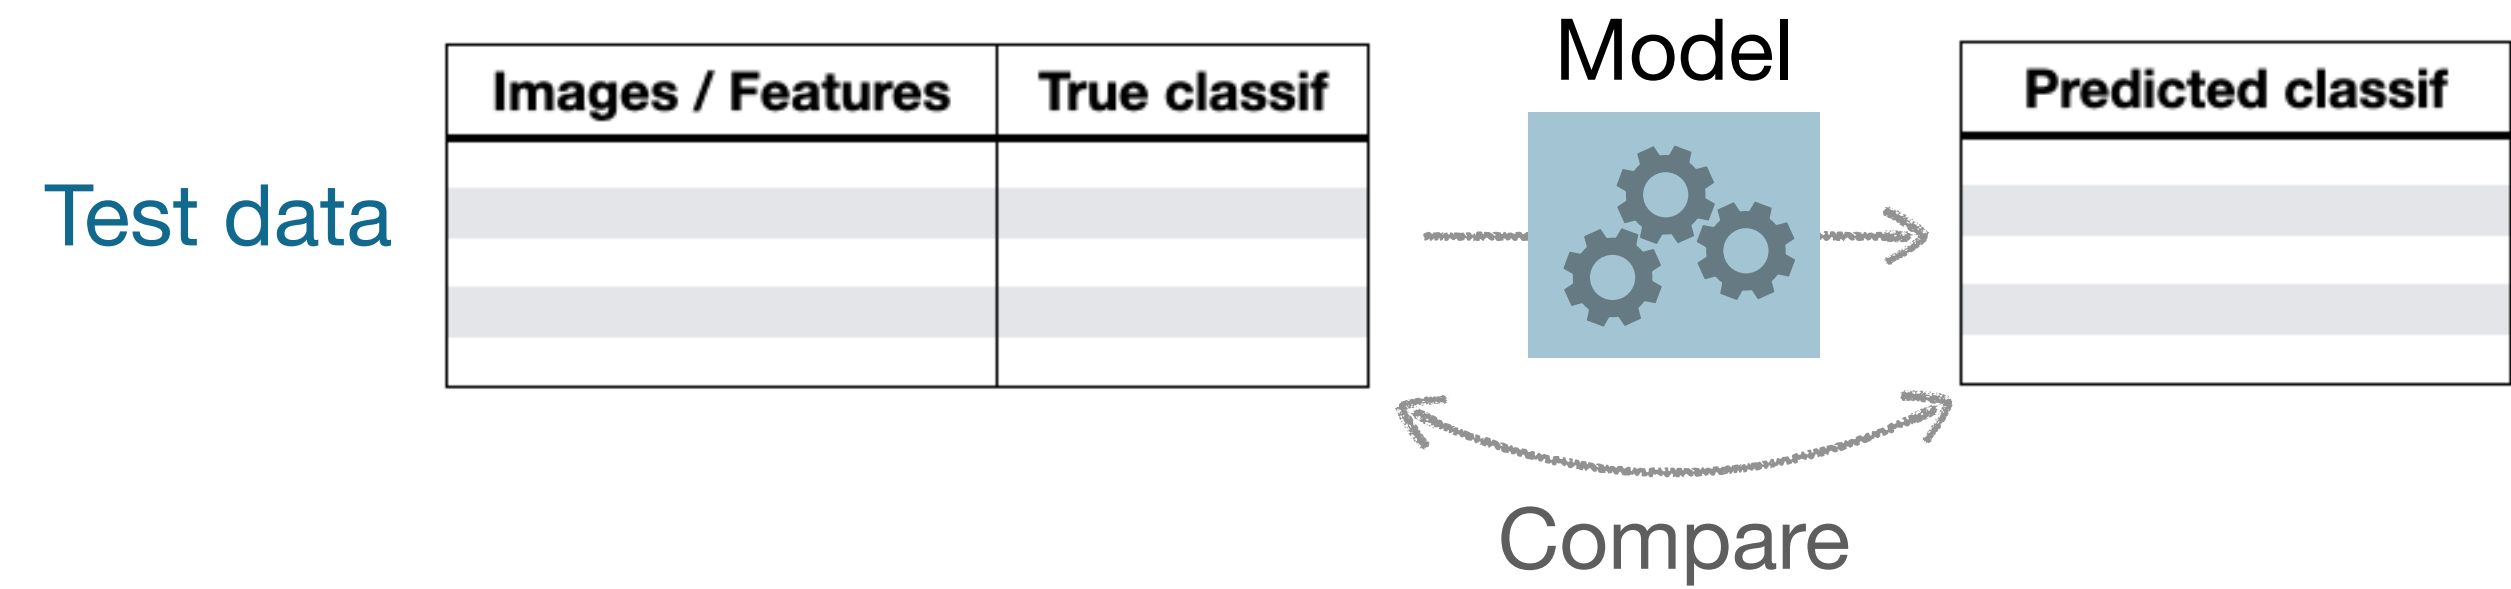 Model
Images / Features
True classif
Predicted classif
Test data
Compare